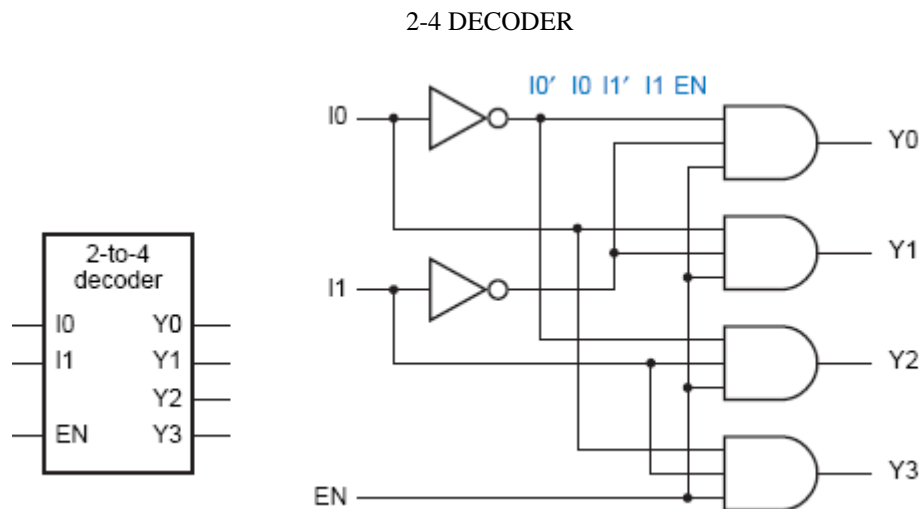 2-4 DECODER
I0′ I0 I1′ I1 EN
I0
Y0
Y1
I1
Y2
Y3
EN
2-to-4
decoder
I0 Y0
I1 Y1
Y2
EN Y3